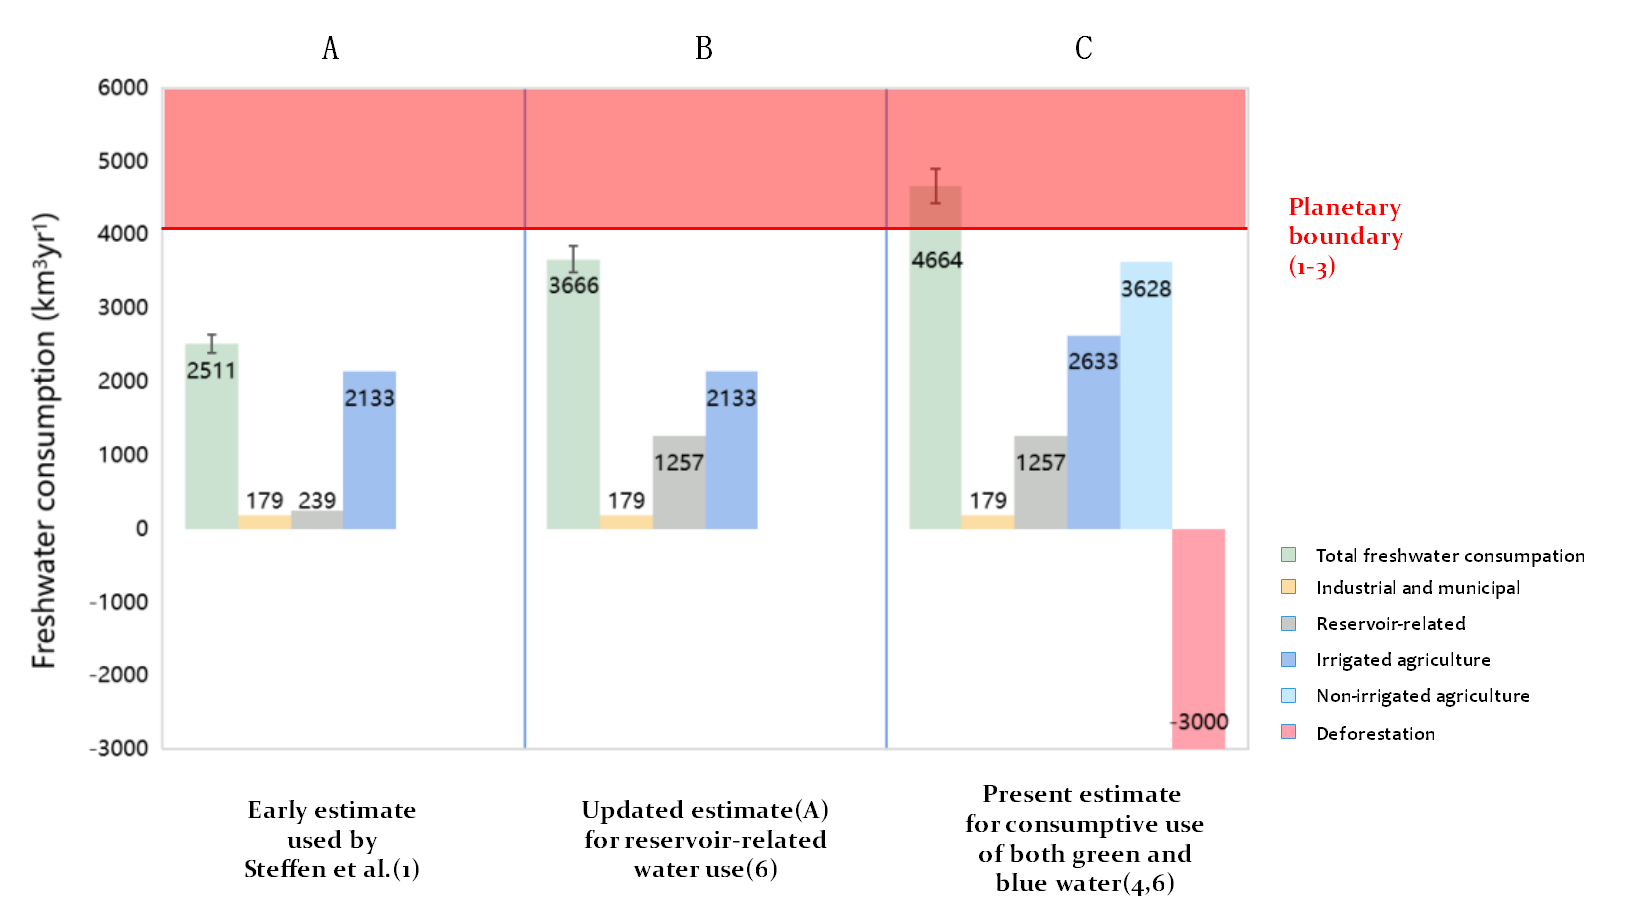 A
B
C
6000
5000
4000
3000
2000
1000
0
-1000
-2000
-3000
Freshwater consumption (km³yr¹)
2511
179
239
2133
3666
179
1257
2133
4664
179
1257
2633
3628
-3000
Planetary
boundary
(1-3)
Total freshwater consumpation
Industrial and municipal
Reservoir-related
Irrigated agriculture
Non-irrigated agriculture
Deforestation
Early estimate
used by
Steffen et al.(1)
Updated estimate(A)
for reservoir-related
water use(6)
Present estimate
for consumptive use
of both green and
blue water(4,6)